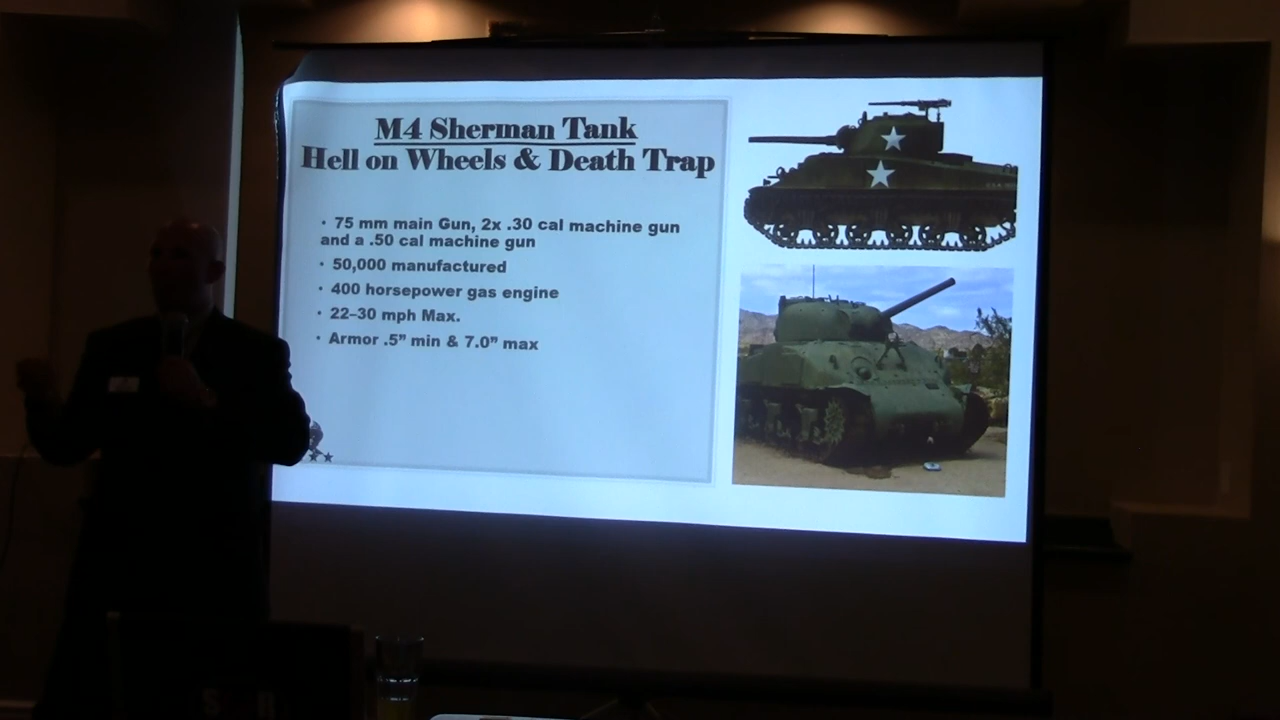 M4 Sherman Tank
Hell on Wheels & Death Trap
• 75 mm main Gun, 2x .30 cal machine gun
and a .50 cal machine gun
• 50,000 manufactured
• 400 horsepower gas engine
• 22–30 mph Max.
• Armor .5” min & 7.0” max